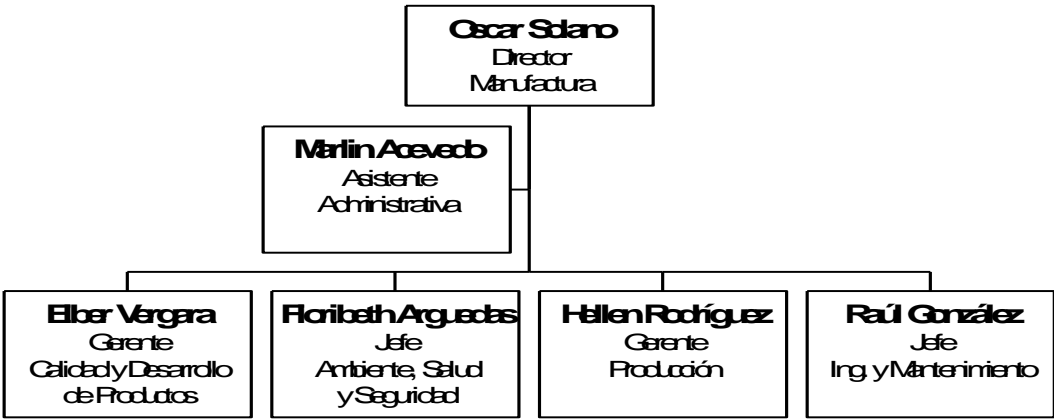 Oscar Solano
Director
Manufactura
Marlin Acevedo
Asistente
Administrativa
Elber Vergara
Gerente
Calidad y Desarrollo
de Productos
Floribeth Arguedas
Jefe
Ambiente, Salud
y Seguridad
Hellen Rodríguez
Gerente
Producción
Raúl González
Jefe
Ing. y Mantenimiento